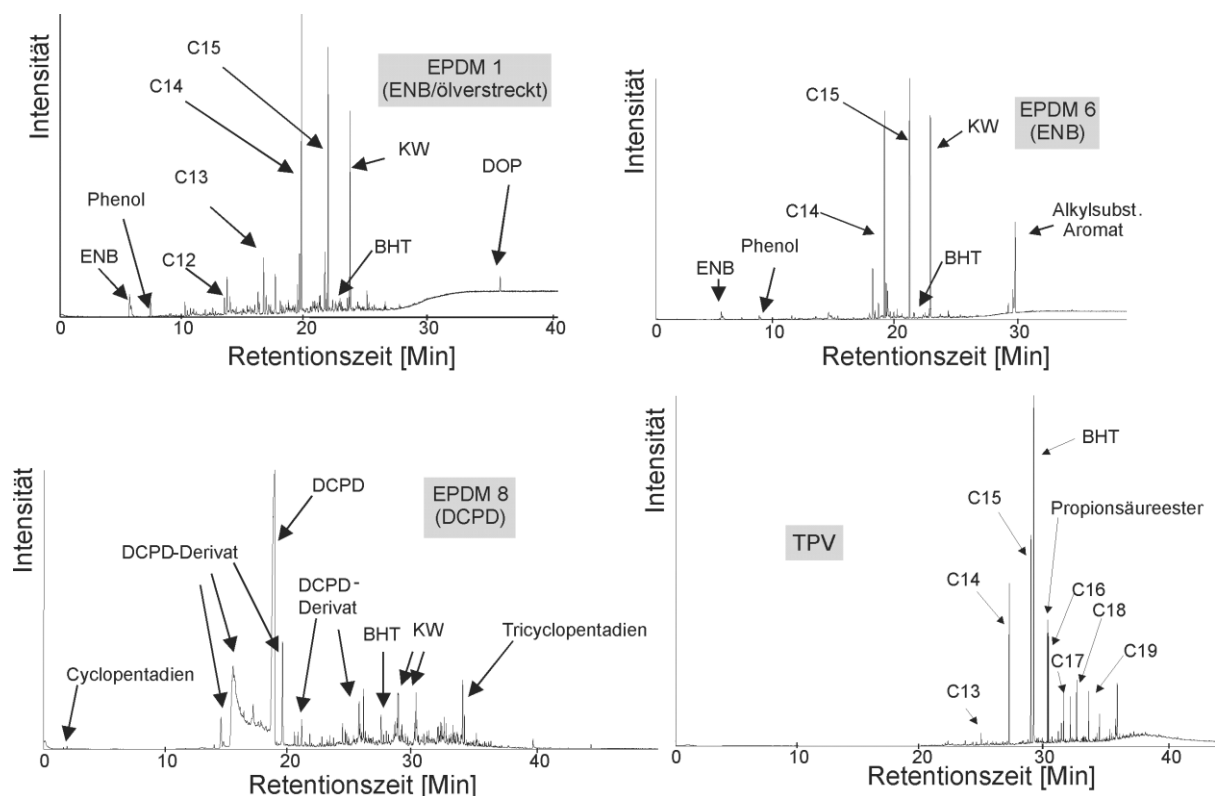 Intensität
C15
C14
EPDM 1
(ENB/ölverstreckt)
KW
DOP
C13
Phenol
ENB
C12
BHT
0
10
20
30
40
Retentionszeit [Min]
Intensität
C15
EPDM 6
(ENB)
KW
C14
Alkylsubst.
Aromat
ENB
Phenol
BHT
0
10
20
30
Retentionszeit [Min]
Intensität
DCPD
EPDM 8
(DCPD)
DCPD-Derivat
DCPD-
Derivat
BHT
KW
Tricyclopentadien
Cyclopentadien
0
10
20
30
40
Retentionszeit [Min]
Intensität
BHT
C15
Propionsäureester
TPV
C14
C16
C18
C17
C19
C13
10
20
30
40
Retentionszeit [Min]